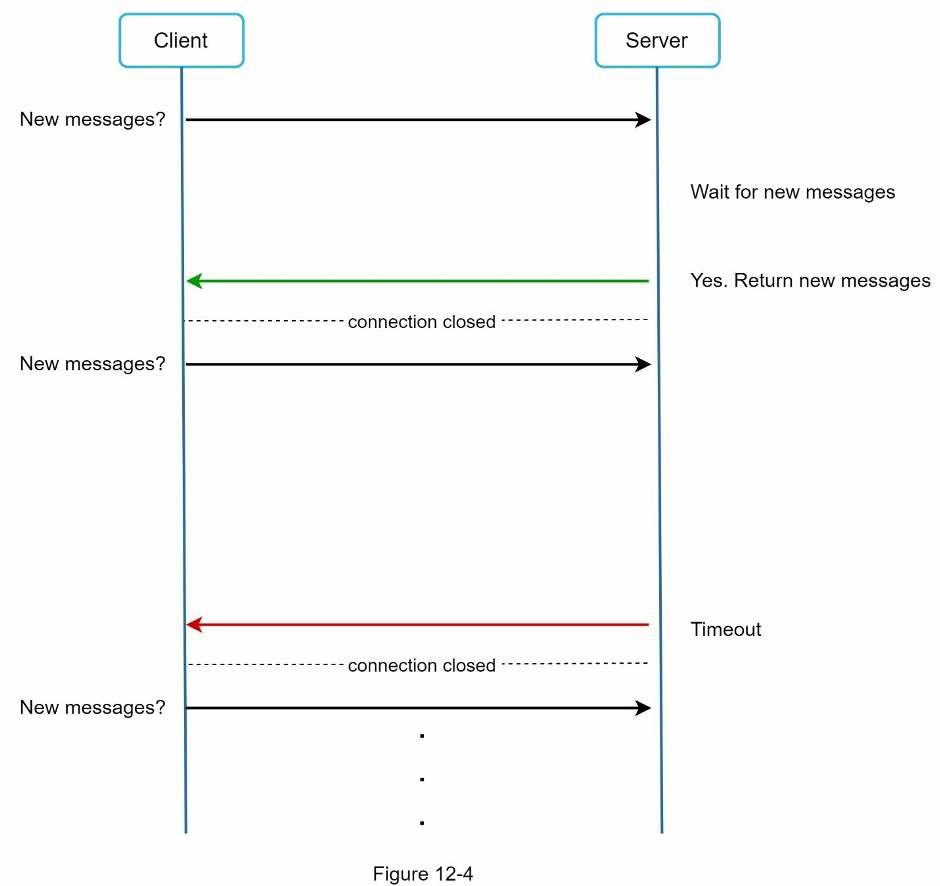 Client
Server
New messages?
Wait for new messages
Yes. Return new messages
connection closed
New messages?
Timeout
connection closed
New messages?
Figure 12-4